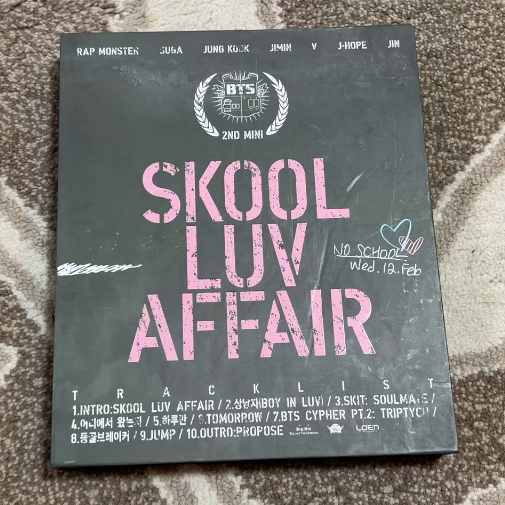 RAP MONSTER SUGA JUNG KOOK JIMIN V J-HOPE JIN
BTS
2ND MINI
SKOOL
LUV
AFFAIR
NO SCHOOL
Wed, 12. Feb
TRACKLIST
1.INTRO:SKOOL LUV AFFAIR / 2.상남자(BOY IN LUV) / 3.SKIT: SOULMATE /
4.어디에서 왔는지 / 5.하루만 / 6.TOMORROW / 7.BTS CYPHER PT.2: TRIPTYCH /
8.등골브레이커 / 9.JUMP / 10.OUTRO:PROPOSE Big Hit LOEN